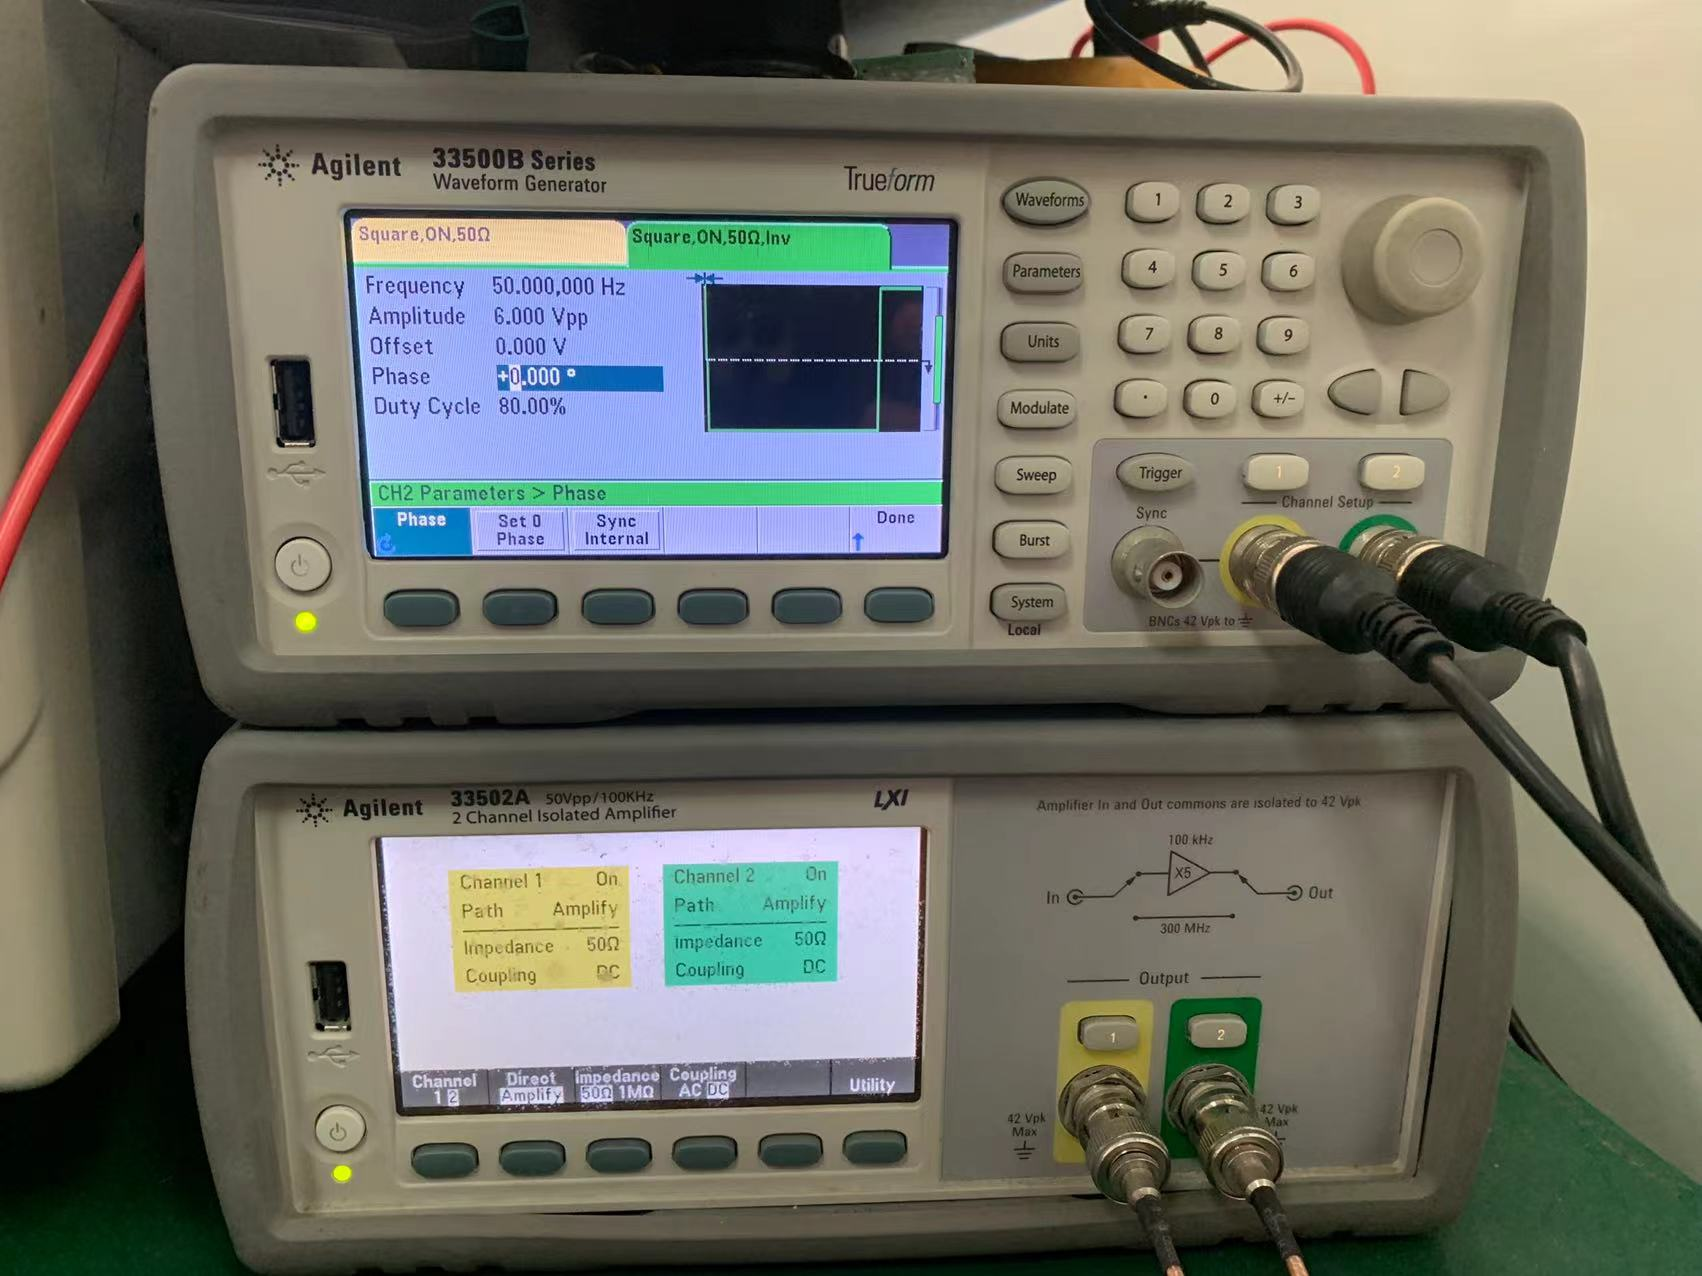 Agilent 33500B Series
Waveform Generator
Trueform
Square,ON,50Ω
Square,ON,50Ω,Inv
Frequency 50.000,000 Hz
Amplitude 6.000 Vpp
Offset 0.000 V
Phase +0.000 °
Duty Cycle 80.00%
CH2 Parameters > Phase
Phase
Set 0
Phase
Sync
Internal
Done
Waveforms
Parameters
Units
Modulate
Sweep
Burst
System
Local
1 2 3
4 5 6
7 8 9
. 0 +/-
Trigger
1
2
Channel Setup
Sync
BNCs 42 Vpk to
Agilent 33502A 50Vpp/100KHz
2 Channel Isolated Amplifier
LXI
Channel 1 On
Path Amplify
Impedance 50Ω
Coupling DC
Channel 2 On
Path Amplify
Impedance 50Ω
Coupling DC
Channel
1 2
Direct
Amplify
Impedance
50Ω 1MΩ
Coupling
AC DC
Utility
Amplifier In and Out commons are isolated to 42 Vpk
100 kHz
X5
In
Out
300 MHz
Output
1
2
42 Vpk
Max
42 Vpk
Max